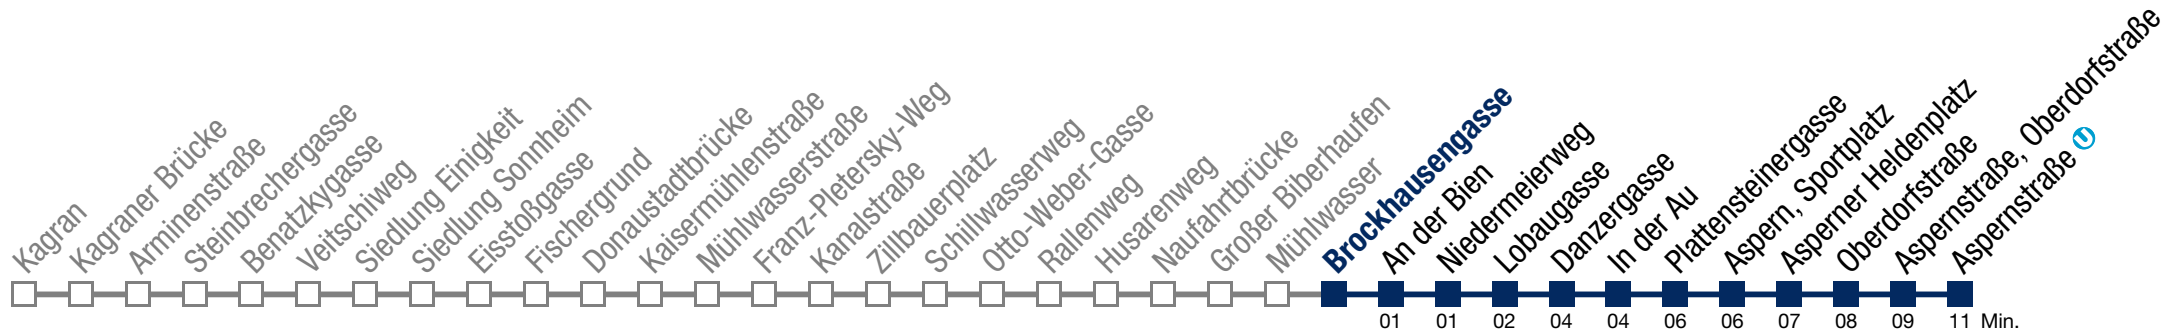 Kagran
Kagraner Brücke
Arminenstraße
Steinbrechergasse
Benatzkygasse
Veitschiweg
Siedlung Einigkeit
Siedlung Sonnheim
Eisstoßgasse
Fischergrund
Donaustadtbrücke
Kaisermühlenstraße
Mühlwasserstraße
Franz-Pletersky-Weg
Kanalstraße
Zillbauerplatz
Schillwasserweg
Otto-Weber-Gasse
Rallenweg
Husarenweg
Naufahrtbrücke
Großer Biberhaufen
Mühlwasser
Brockhausengasse
An der Bien
Niedermeierweg
Lobaugasse
Danzergasse
In der Au
Plattensteinergasse
Aspern, Sportplatz
Asperner Heldenplatz
Oberdorfstraße
Aspernstraße, Oberdorfstraße
Aspernstraße U
01 01 02 04 04 06 06 07 08 09 11 Min.